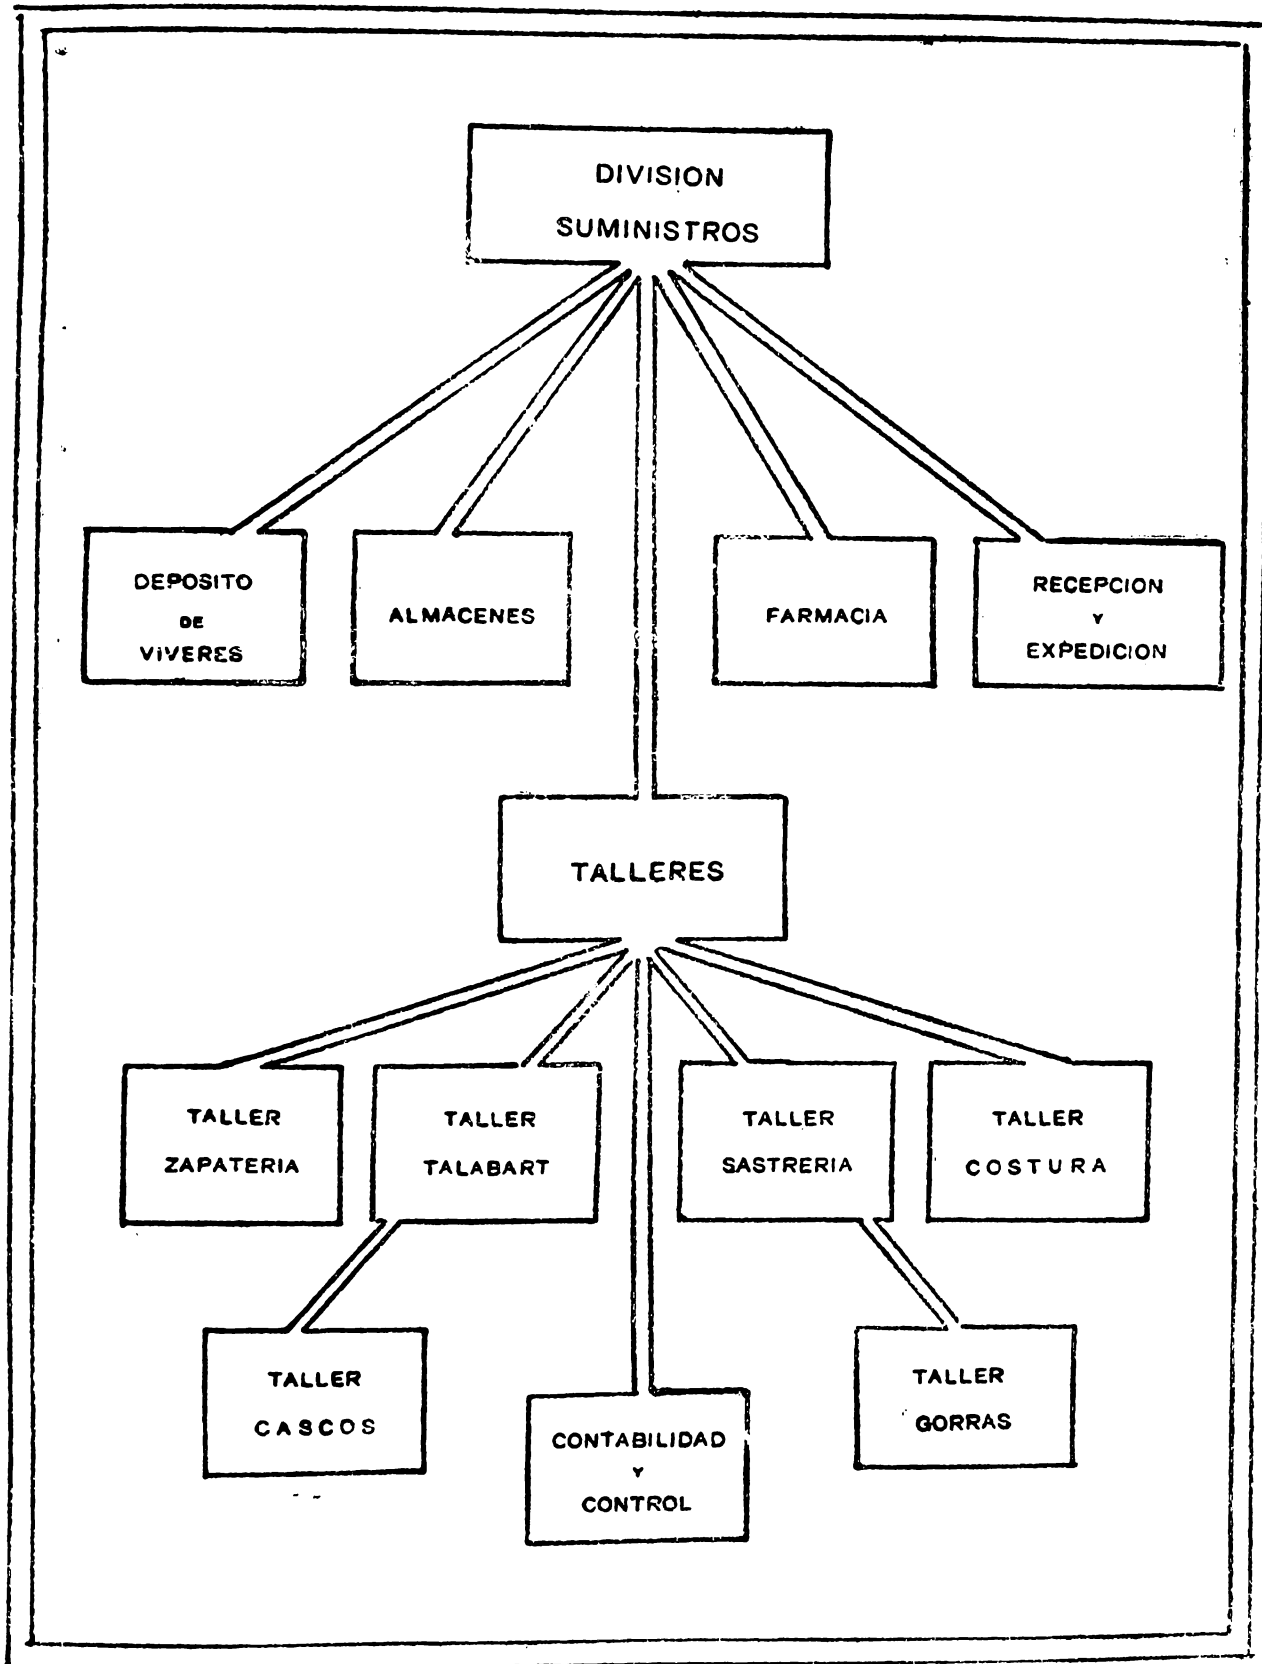 DIVISION
SUMINISTROS
DEPOSITO
DE
VIVERES
ALMACENES
FARMACIA
RECEPCION
Y
EXPEDICION
TALLERES
TALLER
ZAPATERIA
TALLER
TALABART
TALLER
SASTRERIA
TALLER
COSTURA
TALLER
CASCOS
CONTABILIDAD
Y
CONTROL
TALLER
GORRAS